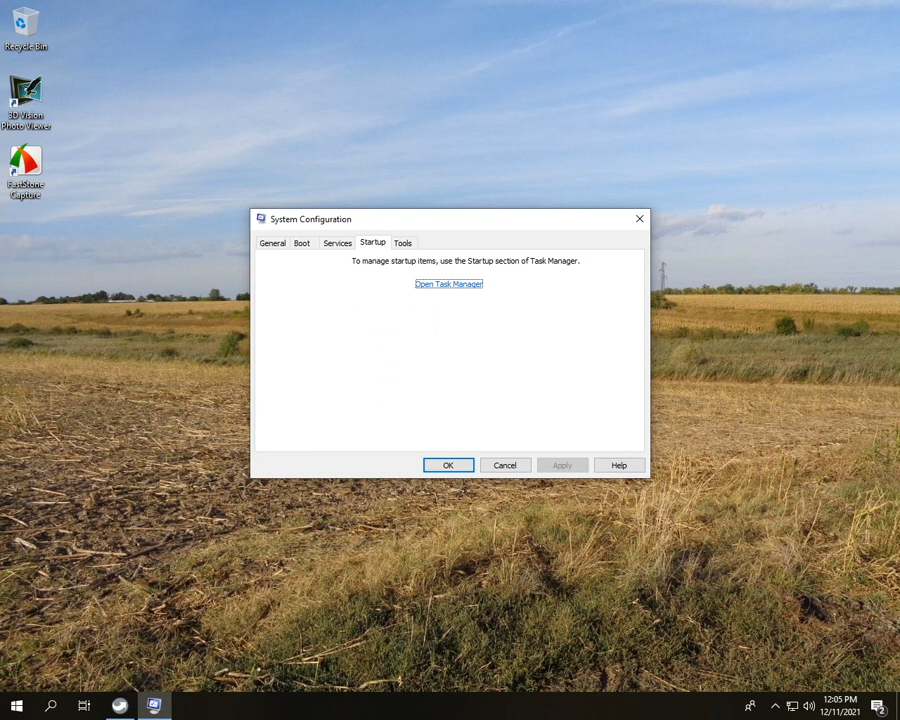 Recycle Bin
3D Vision
Photo Viewer
FastStone
Capture
System Configuration
General Boot Services Startup Tools
To manage startup items, use the Startup section of Task Manager.
Open Task Manager
OK Cancel Apply Help
12:05 PM
12/11/2021
2